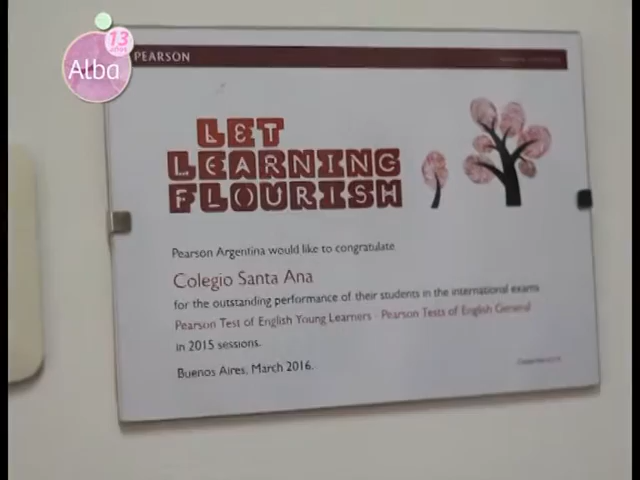 13
Alba
PEARSON
LET
LEARNING
FLOURISH
Pearson Argentina would like to congratulate
Colegio Santa Ana
for the outstanding performance of their students in the international exams
Pearson Test of English Young Learners - Pearson Tests of English General
in 2015 sessions.
Buenos Aires, March 2016.